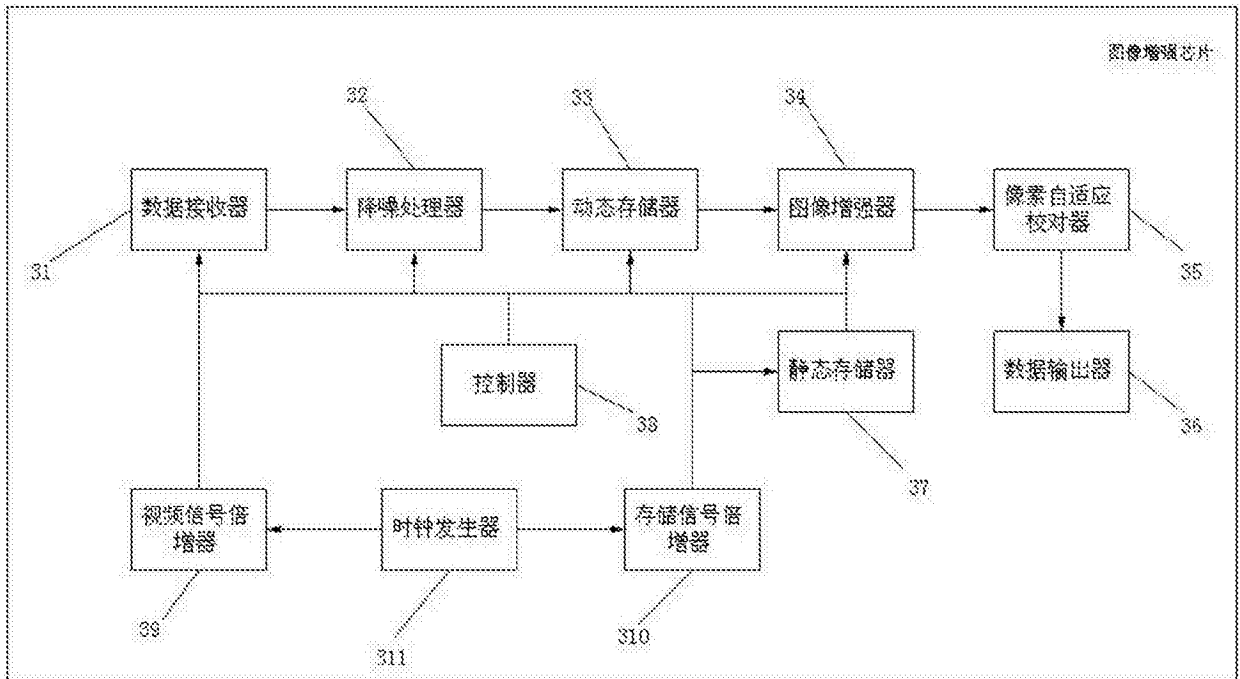 图像增强芯片
32
33
34
数据接收器
降噪处理器
动态存储器
图像增强器
像素自适应
校对器
31
35
控制器
静态存储器
数据输出器
38
36
37
视频信号倍
增器
时钟发生器
存储信号倍
增器
39
311
310